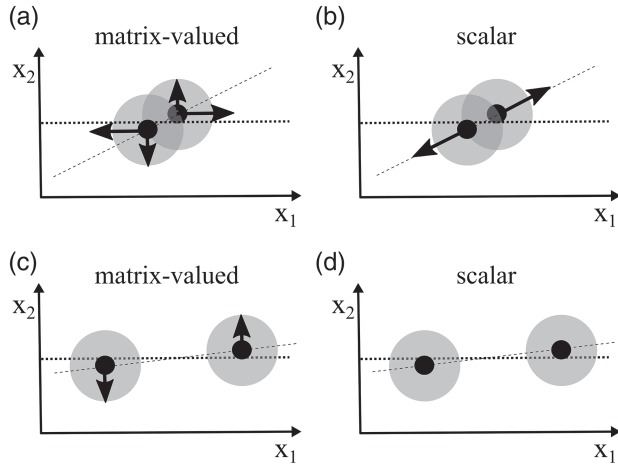 (a) matrix-valued
x2
x1
(b) scalar
x2
x1
(c) matrix-valued
x2
x1
(d) scalar
x2
x1